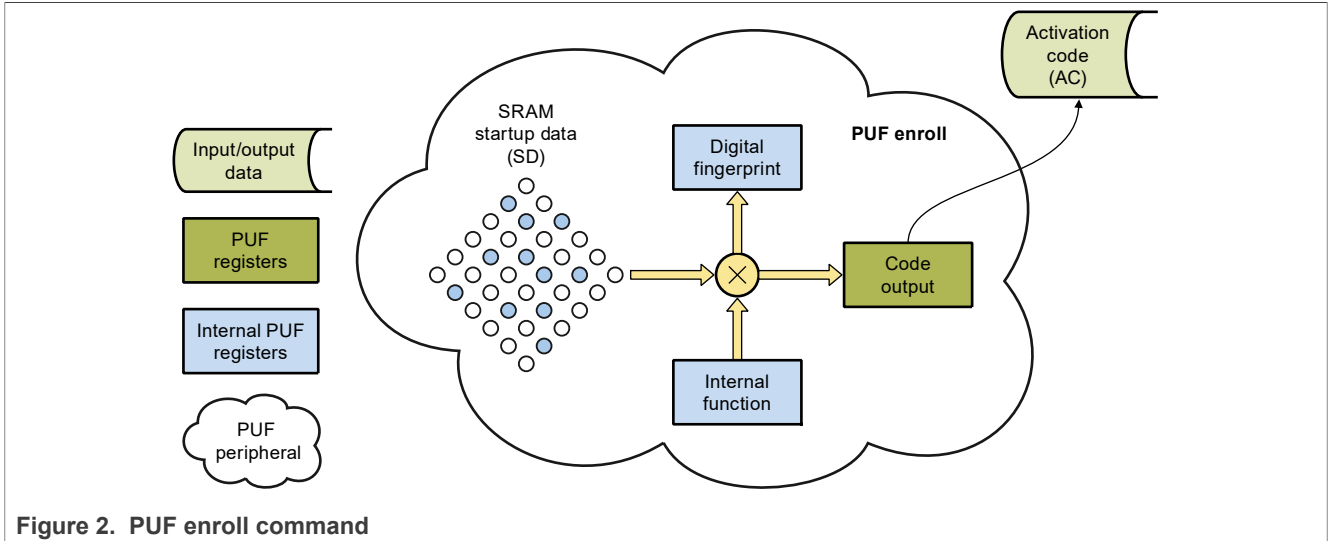 Activation
code
(AC)
SRAM
startup data
(SD)
PUF enroll
Input/output
data
Digital
fingerprint
PUF
registers
Code
output
Internal PUF
registers
Internal
function
PUF
peripheral
Figure 2. PUF enroll command